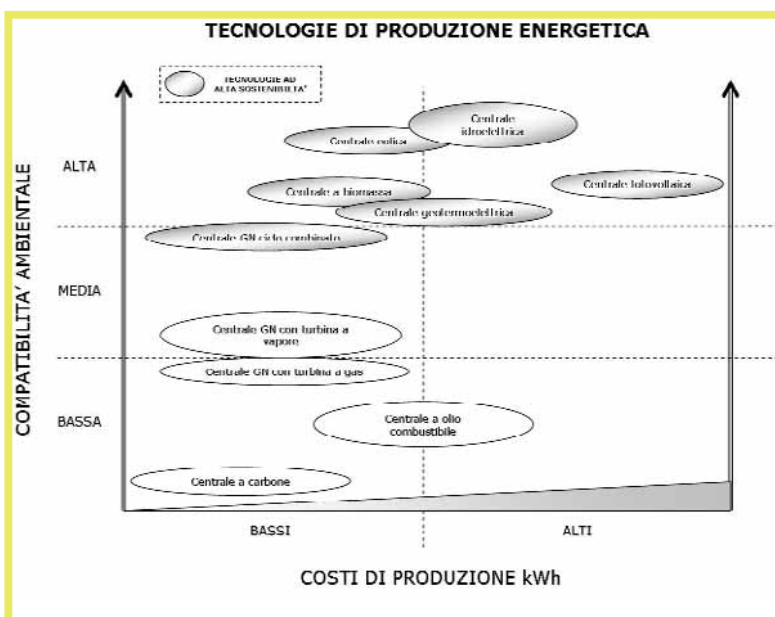 TECNOLOGIE DI PRODUZIONE ENERGETICA
TECNOLOGIE AD
ALTA SOSTENIBILITA'
Centrale
idroelettrica
Centrale eolica
ALTA
Centrale fotovoltaica
Centrale a biomassa
Centrale geotermoelettrica
Centrale GN ciclo combinato
COMPATIBILITA' AMBIENTALE
MEDIA
Centrale GN con turbina a
vapore
Centrale GN con turbina a gas
BASSA
Centrale a olio
combustibile
Centrale a carbone
BASSI
ALTI
COSTI DI PRODUZIONE kWh